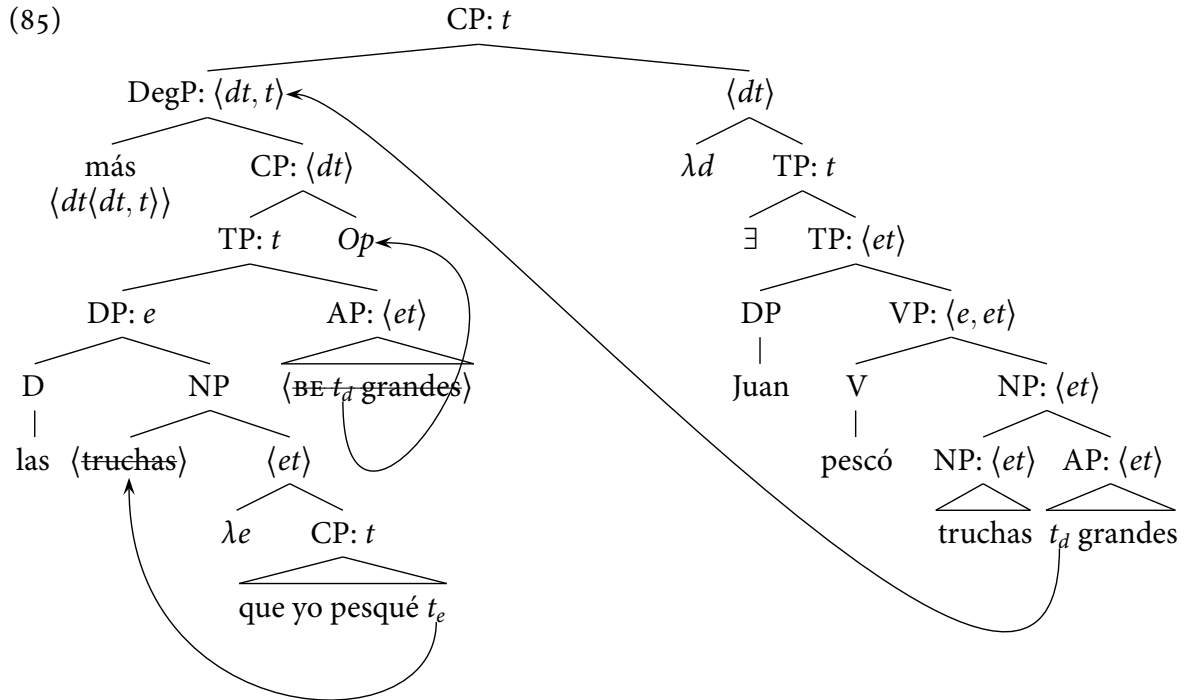 (85)
CP: t
DegP: ⟨dt, t⟩ ⟨dt⟩
más CP: ⟨dt⟩ λd TP: t
⟨dt⟨dt, t⟩⟩
TP: t Op ∃ TP: ⟨et⟩
DP: e AP: ⟨et⟩ DP VP: ⟨e, et⟩
D NP ⟨BE t_d grandes⟩ Juan V NP: ⟨et⟩
las ⟨truchas⟩ ⟨et⟩ pescó NP: ⟨et⟩ AP: ⟨et⟩
λe CP: t truchas t_d grandes
que yo pesqué t_e